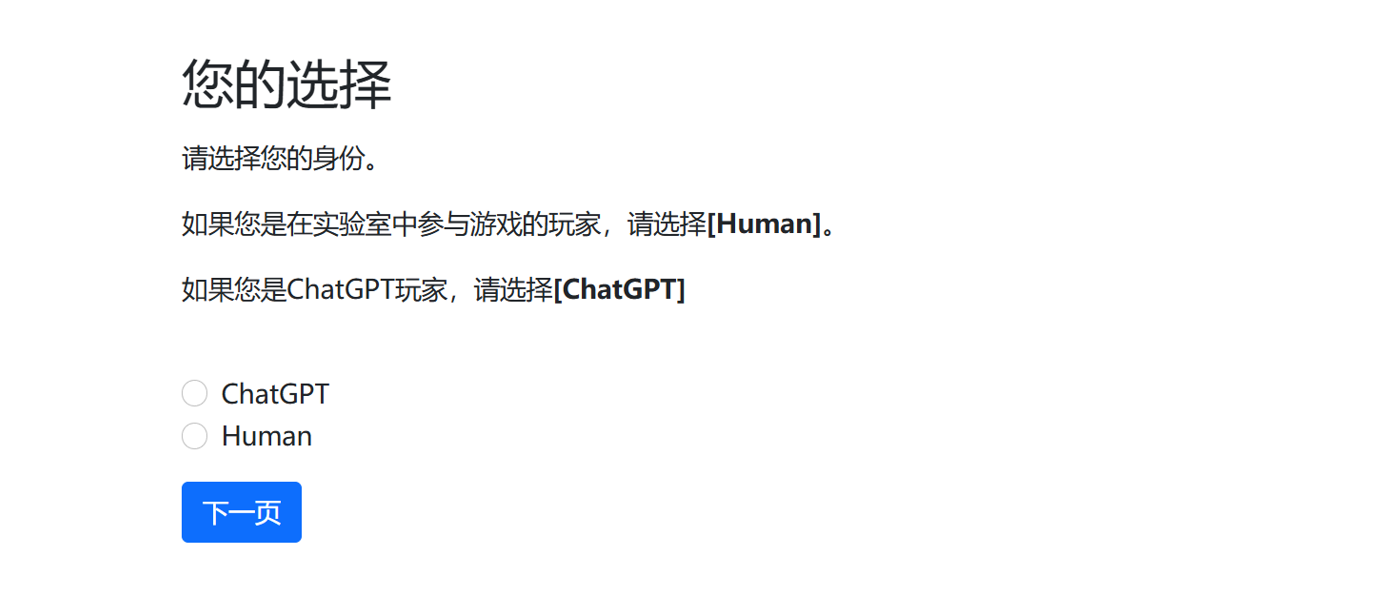 您的选择
请选择您的身份。
如果您是在实验室中参与游戏的玩家，请选择[Human]。
如果您是ChatGPT玩家，请选择[ChatGPT]
ChatGPT
Human
下一页